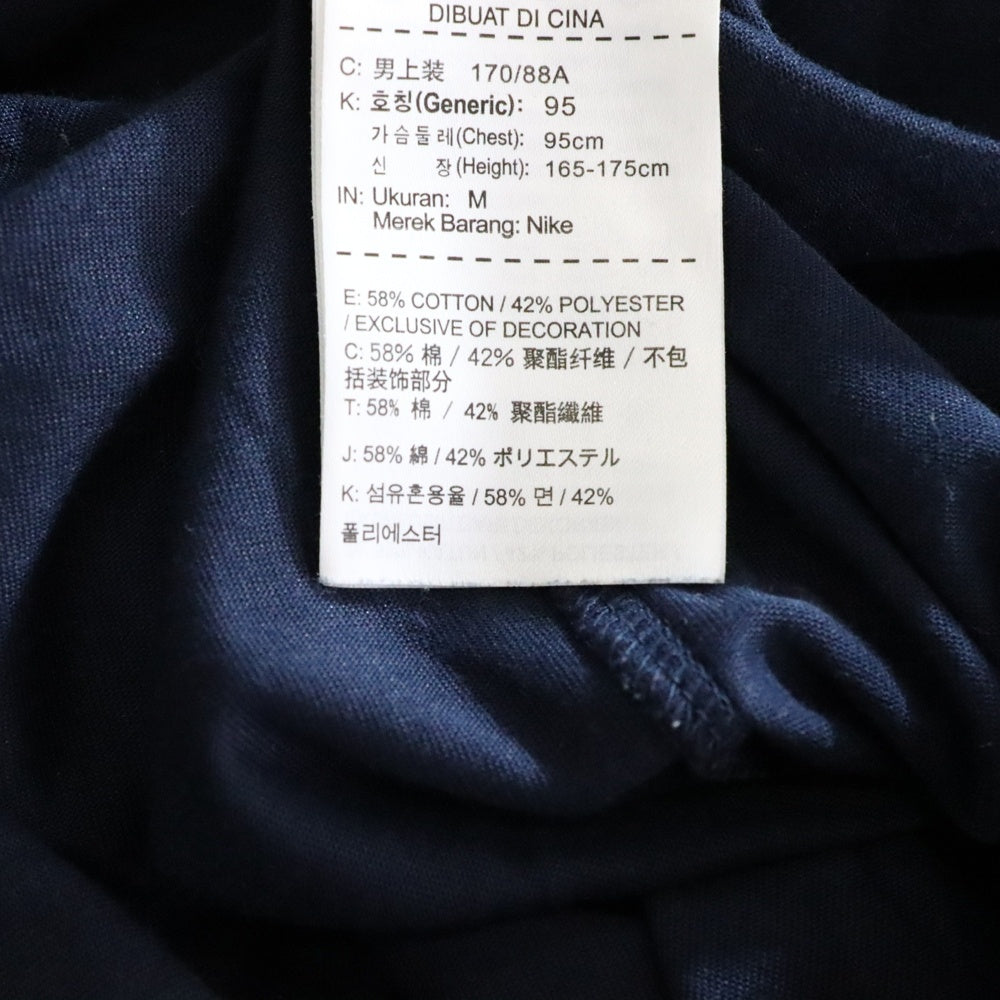 DIBUAT DI CINA
C: 男上装 170/88A
K: 호칭(Generic): 95
가슴둘레(Chest): 95cm
신 장(Height): 165-175cm
IN: Ukuran: M
Merek Barang: Nike
E: 58% COTTON / 42% POLYESTER
/ EXCLUSIVE OF DECORATION
C: 58% 棉 / 42% 聚酯纤维 / 不包
括装饰部分
T: 58% 棉 / 42% 聚酯纖維
J: 58% 綿 / 42% ポリエステル
K: 섬유혼용율 / 58% 면 / 42%
폴리에스터